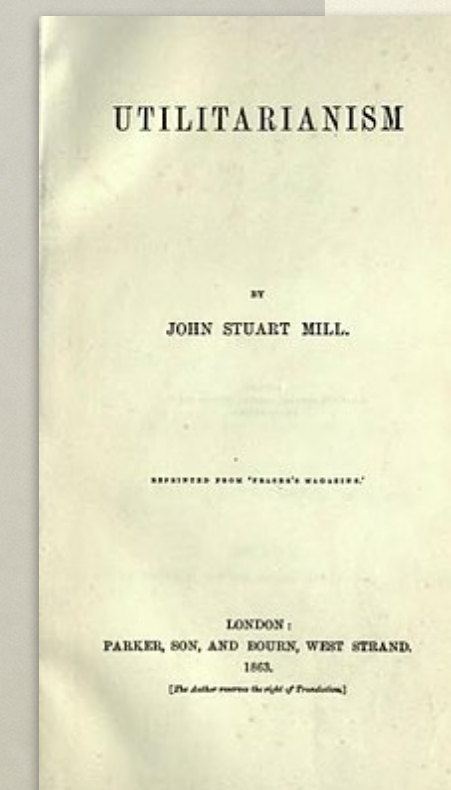 UTILITARIANISM
BY
JOHN STUART MILL.
REPRINTED FROM 'FRASER'S MAGAZINE.'
LONDON:
PARKER, SON, AND BOURN, WEST STRAND.
1863.
[The Author reserves the right of Translation.]